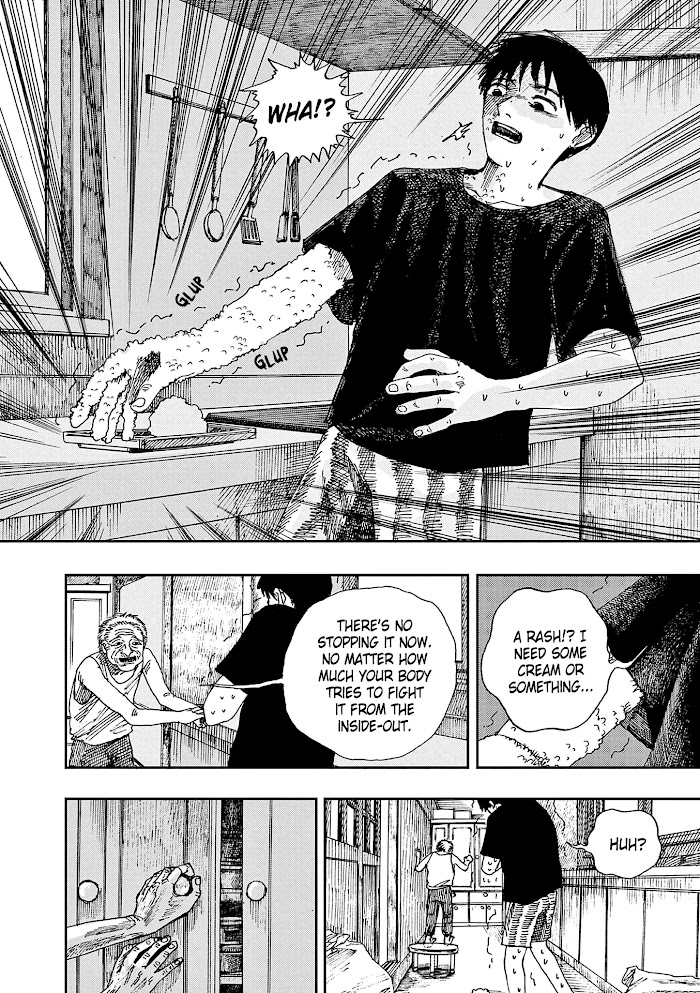 WHA!?
GLUP
GLUP
A RASH!? I
NEED SOME
CREAM OR
SOMETHING...
THERE'S NO
STOPPING IT NOW.
NO MATTER HOW
MUCH YOUR BODY
TRIES TO FIGHT
IT FROM THE
INSIDE-OUT.
HUH?